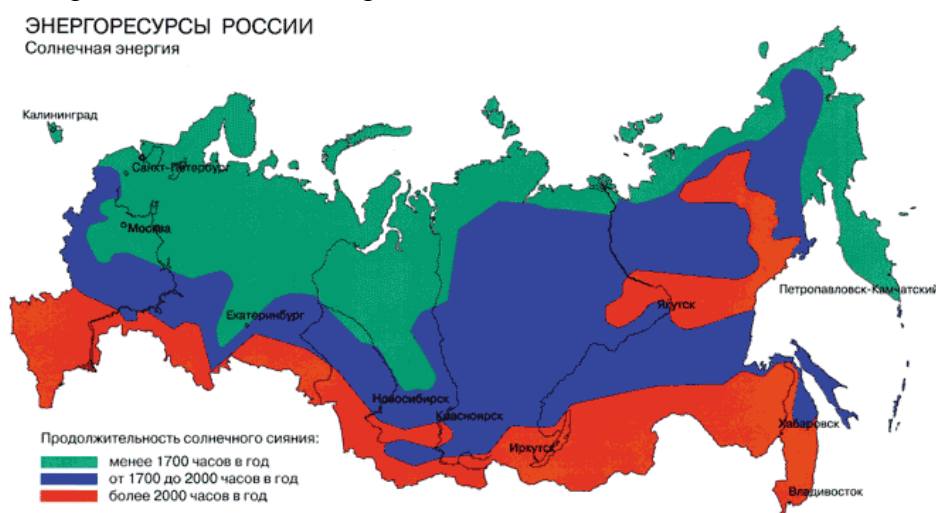 ЭНЕРГОРЕСУРСЫ РОССИИ
Солнечная энергия
Калининград
Санкт-Петербург
Москва
Екатеринбург
Новосибирск
Красноярск
Иркутск
Якутск
Петропавловск-Камчатский
Хабаровск
Владивосток
Продолжительность солнечного сияния:
менее 1700 часов в год
от 1700 до 2000 часов в год
более 2000 часов в год